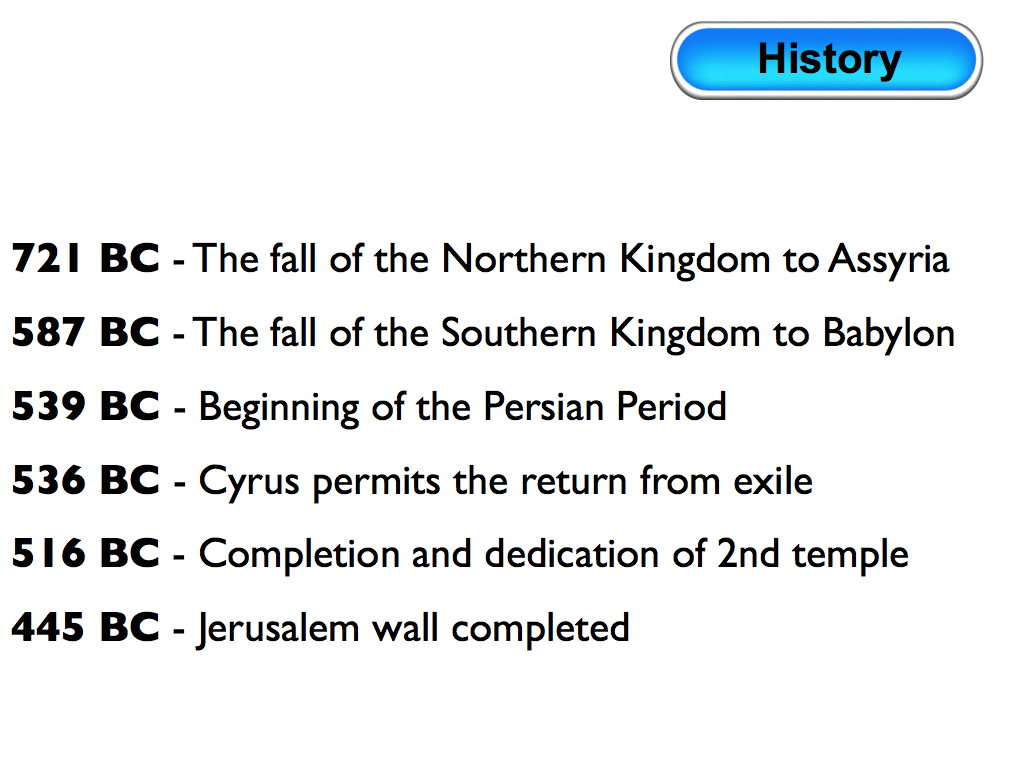 History
721 BC - The fall of the Northern Kingdom to Assyria
587 BC - The fall of the Southern Kingdom to Babylon
539 BC - Beginning of the Persian Period
536 BC - Cyrus permits the return from exile
516 BC - Completion and dedication of 2nd temple
445 BC - Jerusalem wall completed